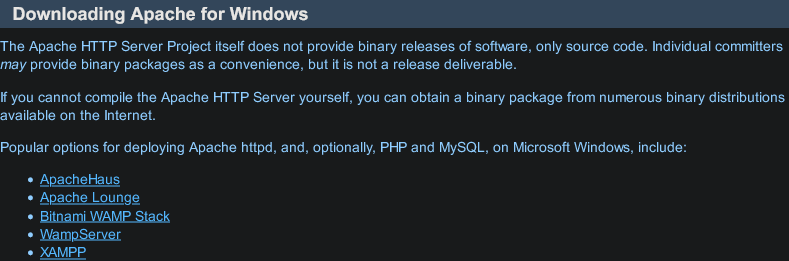 Downloading Apache for Windows
The Apache HTTP Server Project itself does not provide binary releases of software, only source code. Individual committers
may provide binary packages as a convenience, but it is not a release deliverable.
If you cannot compile the Apache HTTP Server yourself, you can obtain a binary package from numerous binary distributions
available on the Internet.
Popular options for deploying Apache httpd, and, optionally, PHP and MySQL, on Microsoft Windows, include:
• ApacheHaus
• Apache Lounge
• Bitnami WAMP Stack
• WampServer
• XAMPP